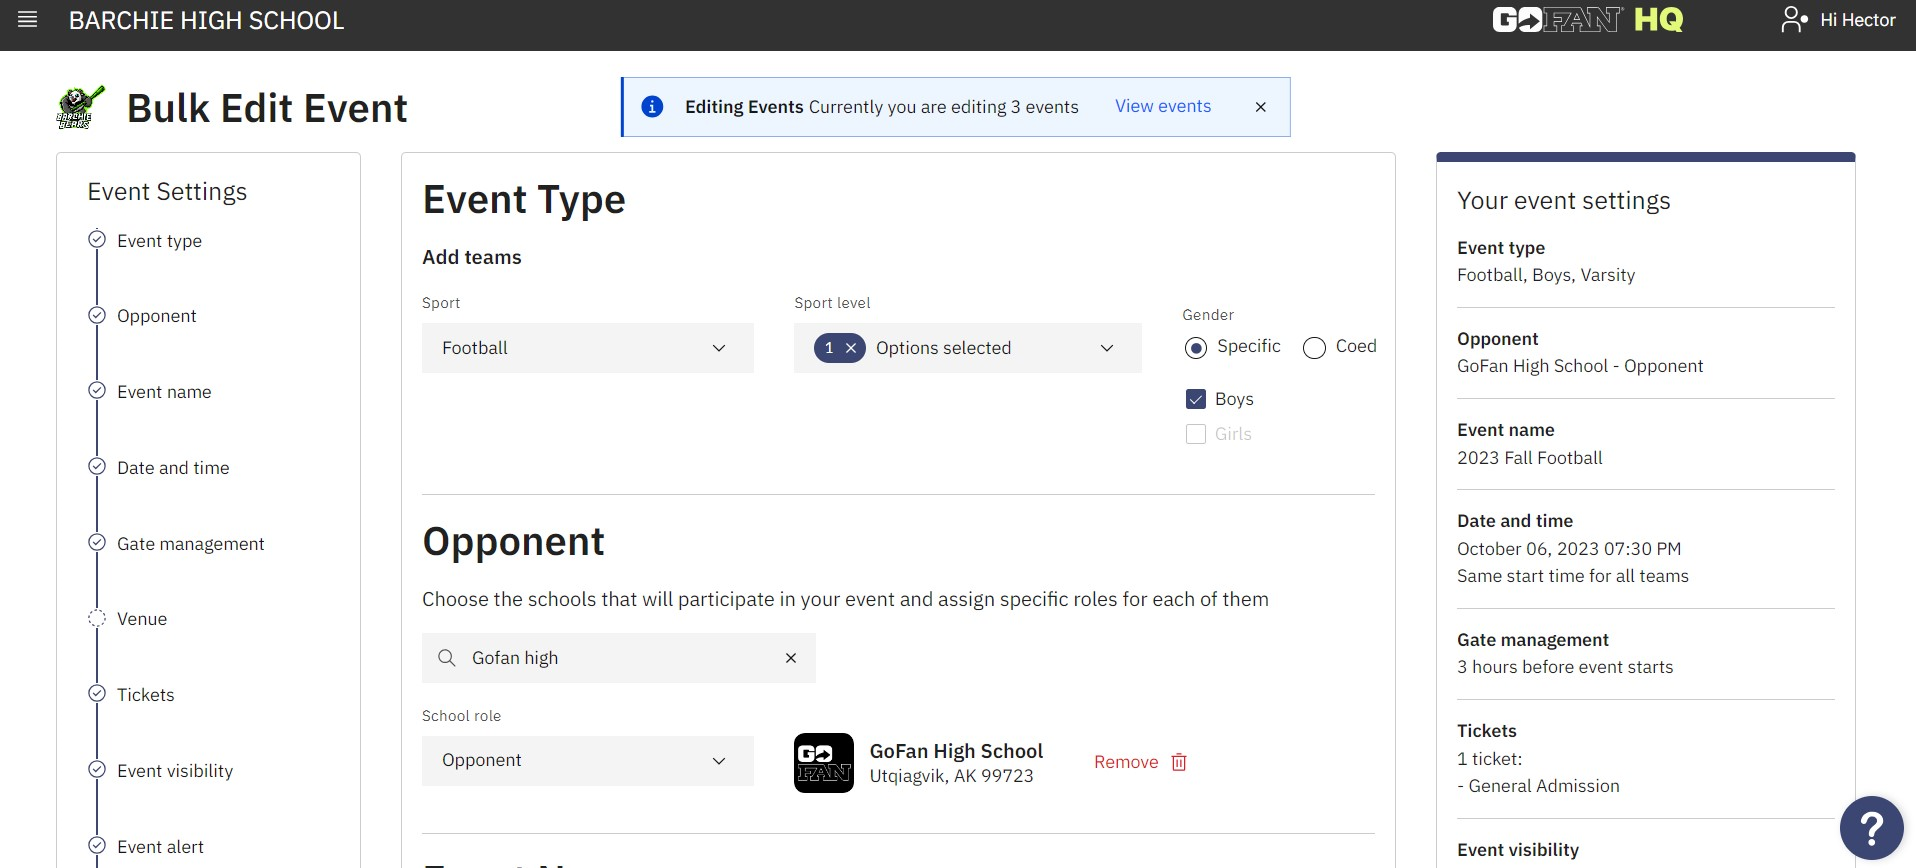 BARCHIE HIGH SCHOOL
GOFAN HQ
Hi Hector
BARCHIE
BEARS
Bulk Edit Event
Editing Events Currently you are editing 3 events
View events
Event Settings
Event type
Opponent
Event name
Date and time
Gate management
Venue
Tickets
Event visibility
Event alert
Event Type
Add teams
Sport
Football
Sport level
1 × Options selected
Gender
Specific
Coed
Boys
Girls
Opponent
Choose the schools that will participate in your event and assign specific roles for each of them
Gofan high
School role
Opponent
GO
FAN
GoFan High School
Utqiagvik, AK 99723
Remove
Your event settings
Event type
Football, Boys, Varsity
Opponent
GoFan High School - Opponent
Event name
2023 Fall Football
Date and time
October 06, 2023 07:30 PM
Same start time for all teams
Gate management
3 hours before event starts
Tickets
1 ticket:
- General Admission
Event visibility
?